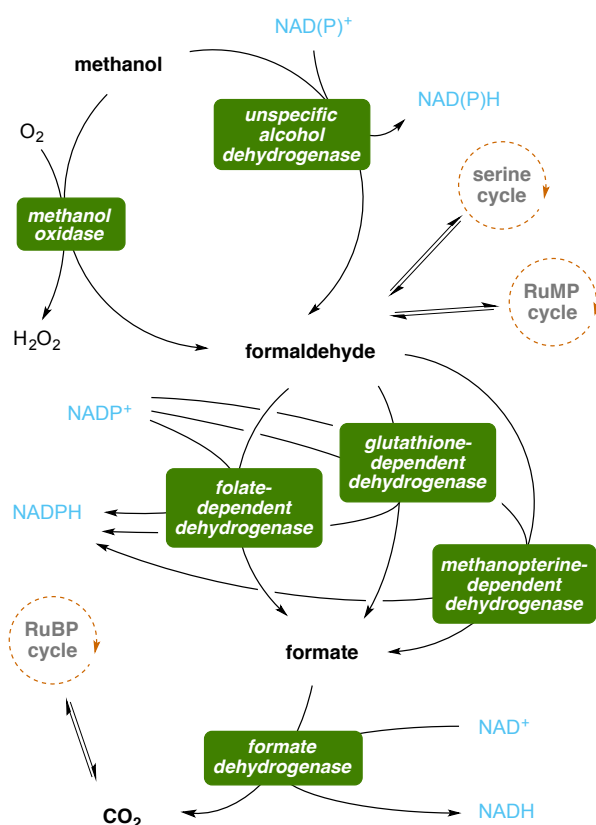 NAD(P)⁺
methanol
NAD(P)H
unspecific
alcohol
dehydrogenase
O₂
serine
cycle
methanol
oxidase
RuMP
cycle
H₂O₂
formaldehyde
NADP⁺
glutathione-
dependent
dehydrogenase
folate-
dependent
dehydrogenase
NADPH
methanopterine-
dependent
dehydrogenase
RuBP
cycle
formate
NAD⁺
formate
dehydrogenase
CO₂
NADH